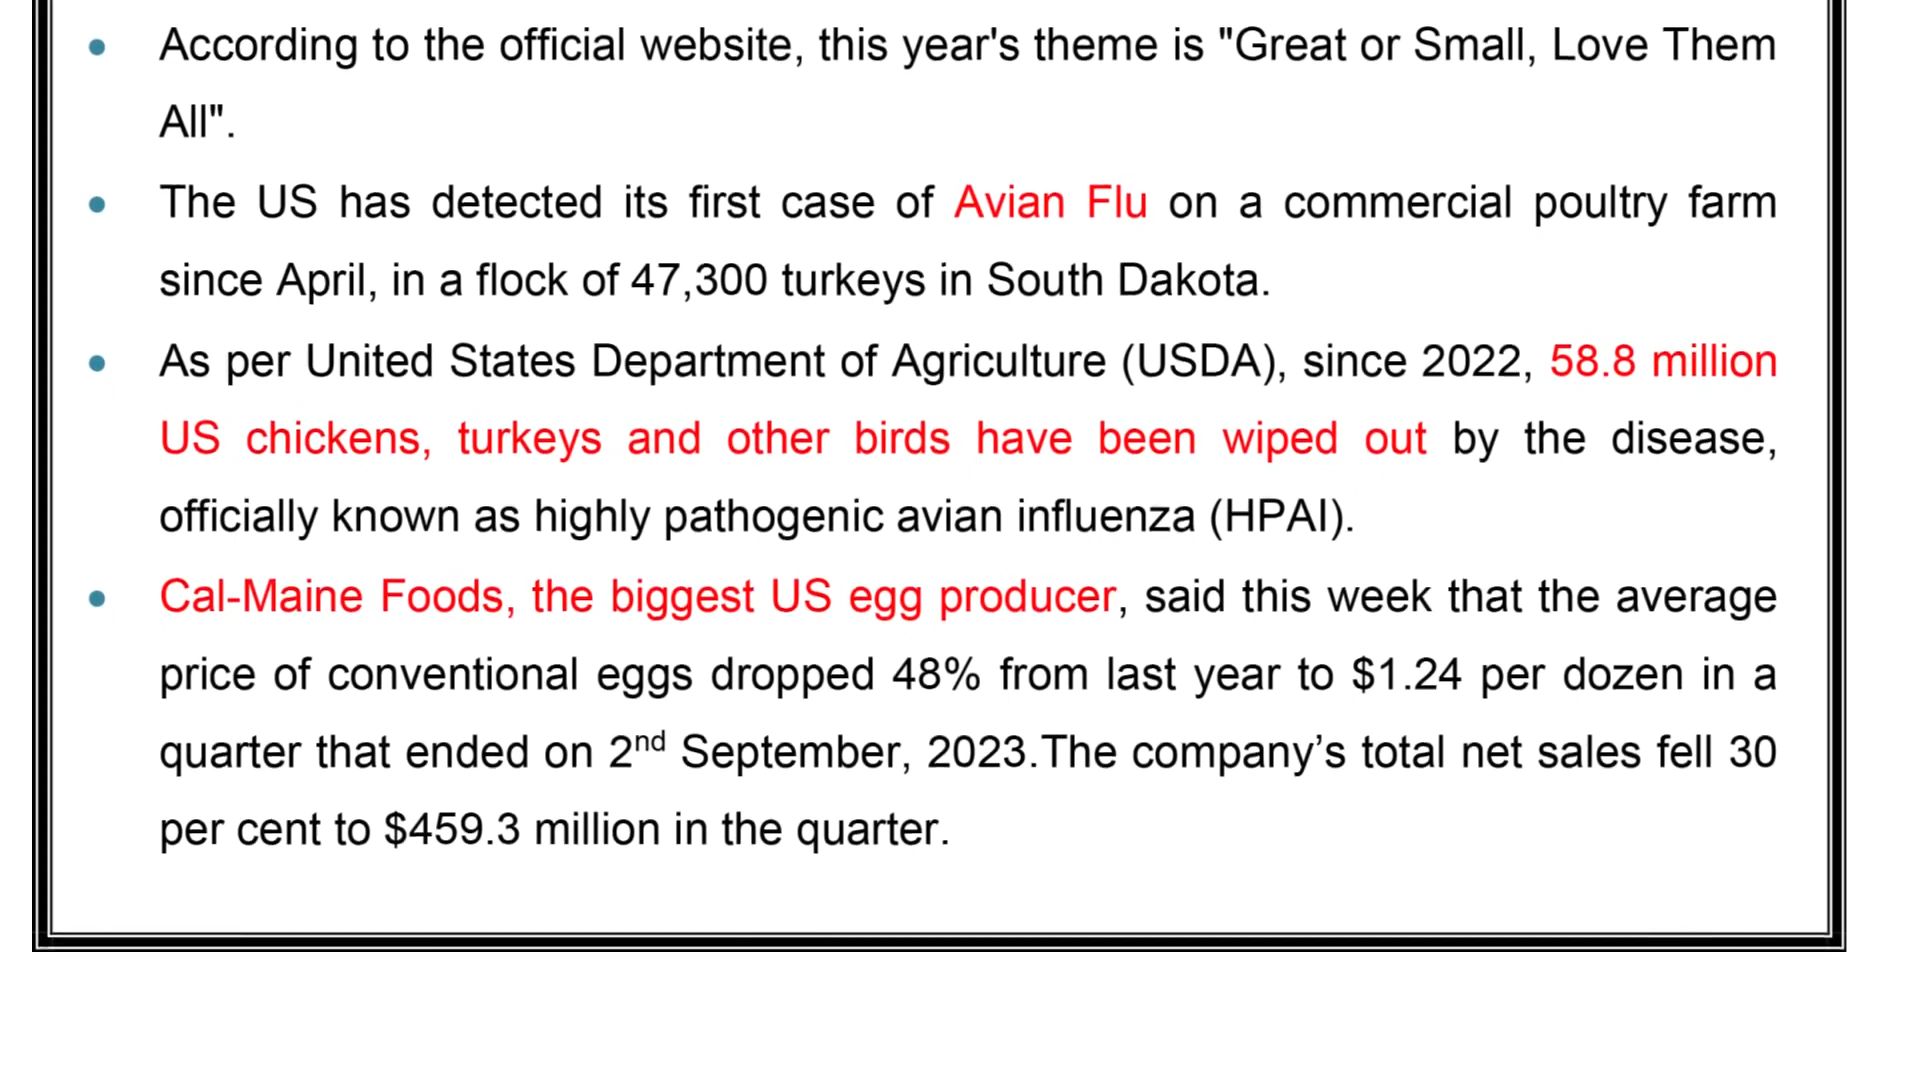 • According to the official website, this year's theme is "Great or Small, Love Them
All".
• The US has detected its first case of Avian Flu on a commercial poultry farm
since April, in a flock of 47,300 turkeys in South Dakota.
• As per United States Department of Agriculture (USDA), since 2022, 58.8 million
US chickens, turkeys and other birds have been wiped out by the disease,
officially known as highly pathogenic avian influenza (HPAI).
• Cal-Maine Foods, the biggest US egg producer, said this week that the average
price of conventional eggs dropped 48% from last year to $1.24 per dozen in a
quarter that ended on 2nd September, 2023.The company’s total net sales fell 30
per cent to $459.3 million in the quarter.